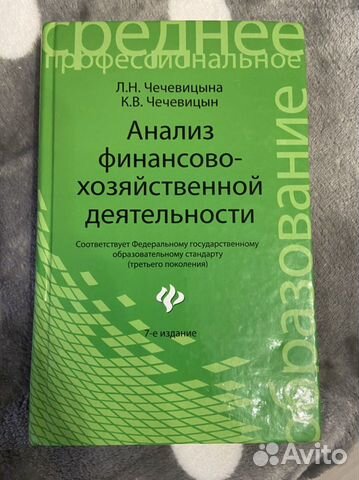 среднее
профессиональное
образование
Л.Н. Чечевицына
К.В. Чечевицын
Анализ
финансово-
хозяйственной
деятельности
Соответствует Федеральному государственному
образовательному стандарту
(третьего поколения)
7-е издание
Avito